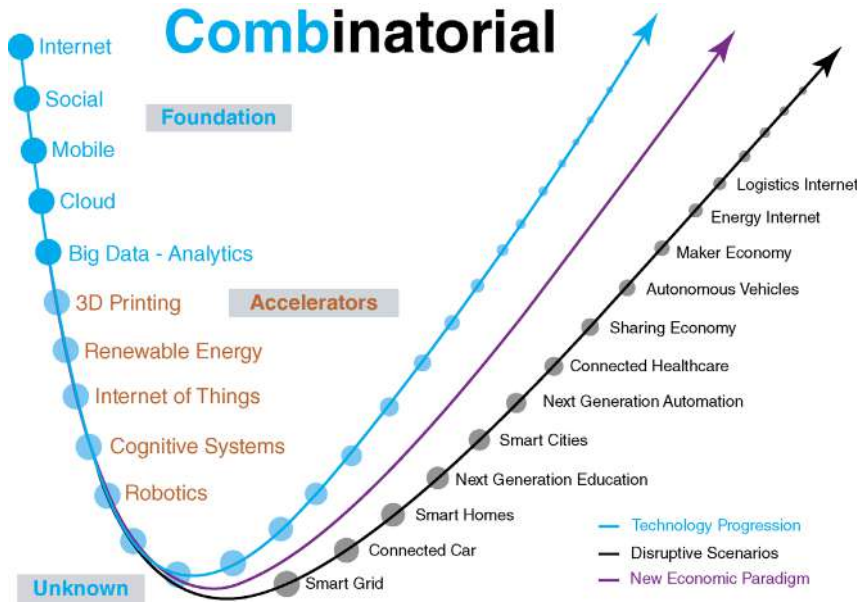 Combinatorial
Internet
Social
Foundation
Mobile
Cloud
Big Data - Analytics
3D Printing
Accelerators
Renewable Energy
Internet of Things
Cognitive Systems
Robotics
Unknown
Logistics Internet
Energy Internet
Maker Economy
Autonomous Vehicles
Sharing Economy
Connected Healthcare
Next Generation Automation
Smart Cities
Next Generation Education
Smart Homes
Connected Car
Smart Grid
Technology Progression
Disruptive Scenarios
New Economic Paradigm